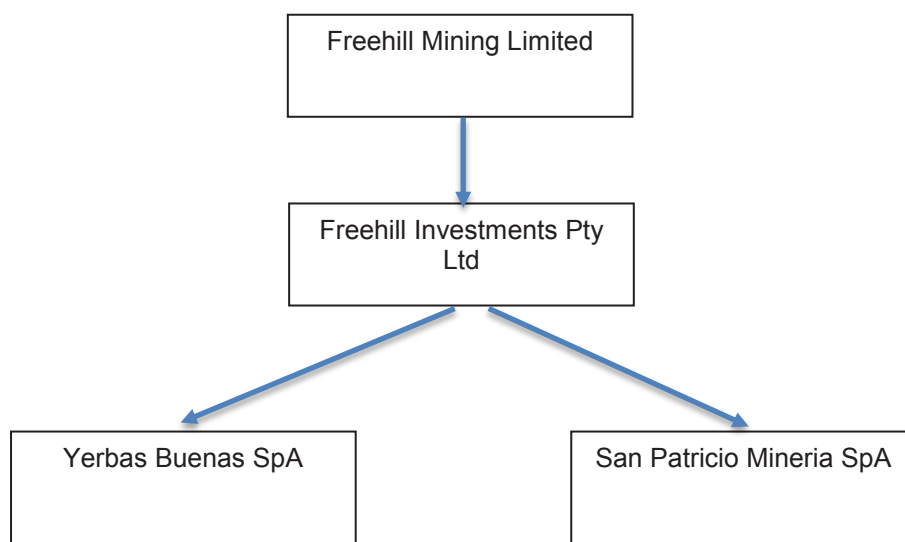 Freehill Mining Limited
Freehill Investments Pty
Ltd
Yerbas Buenas SpA
San Patricio Mineria SpA